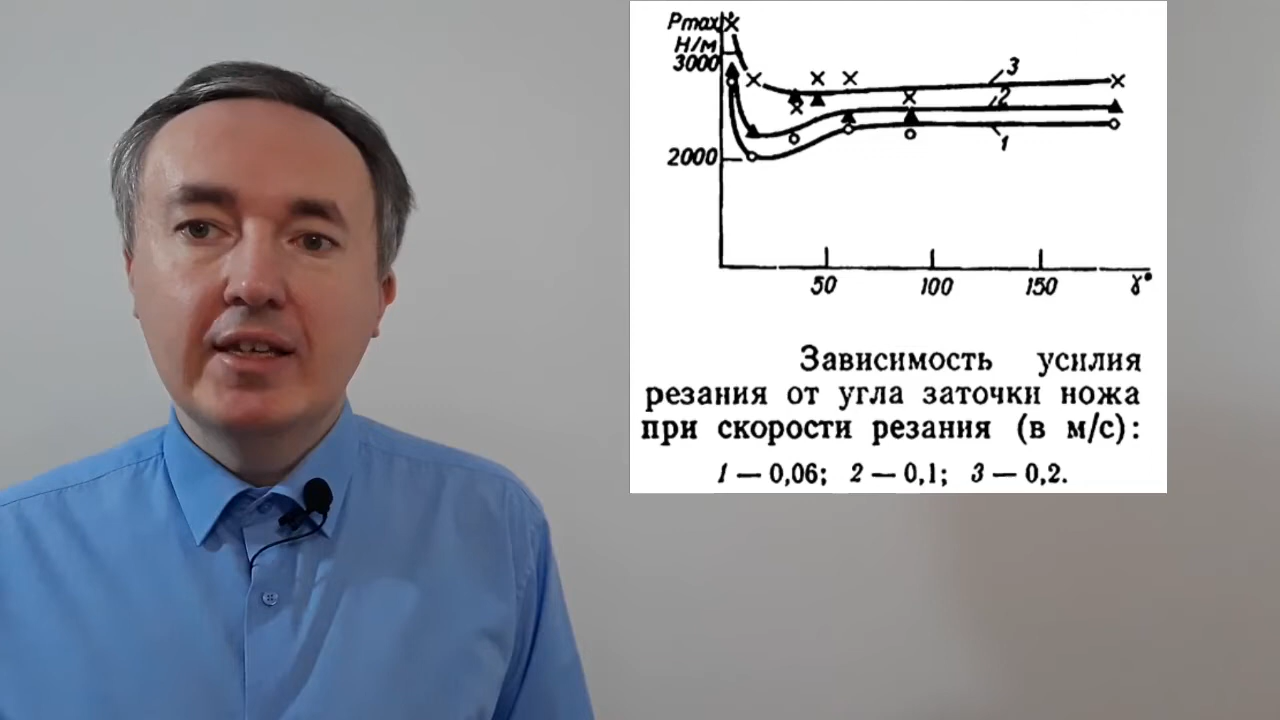 Pmax
Н/м
3000
2000
3
2
1
50 100 150 γ°
Зависимость усилия
резания от угла заточки ножа
при скорости резания (в м/с):
1 — 0,06; 2 — 0,1; 3 — 0,2.